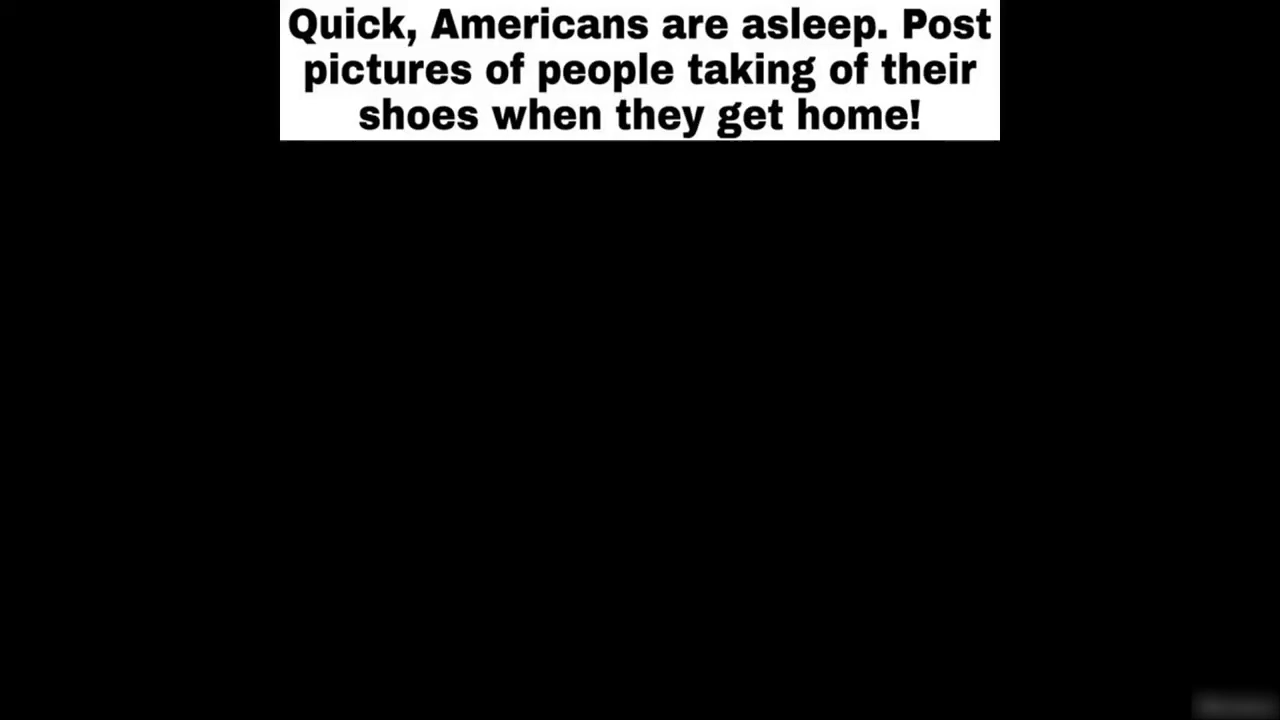 Quick, Americans are asleep. Post
pictures of people taking of their
shoes when they get home!